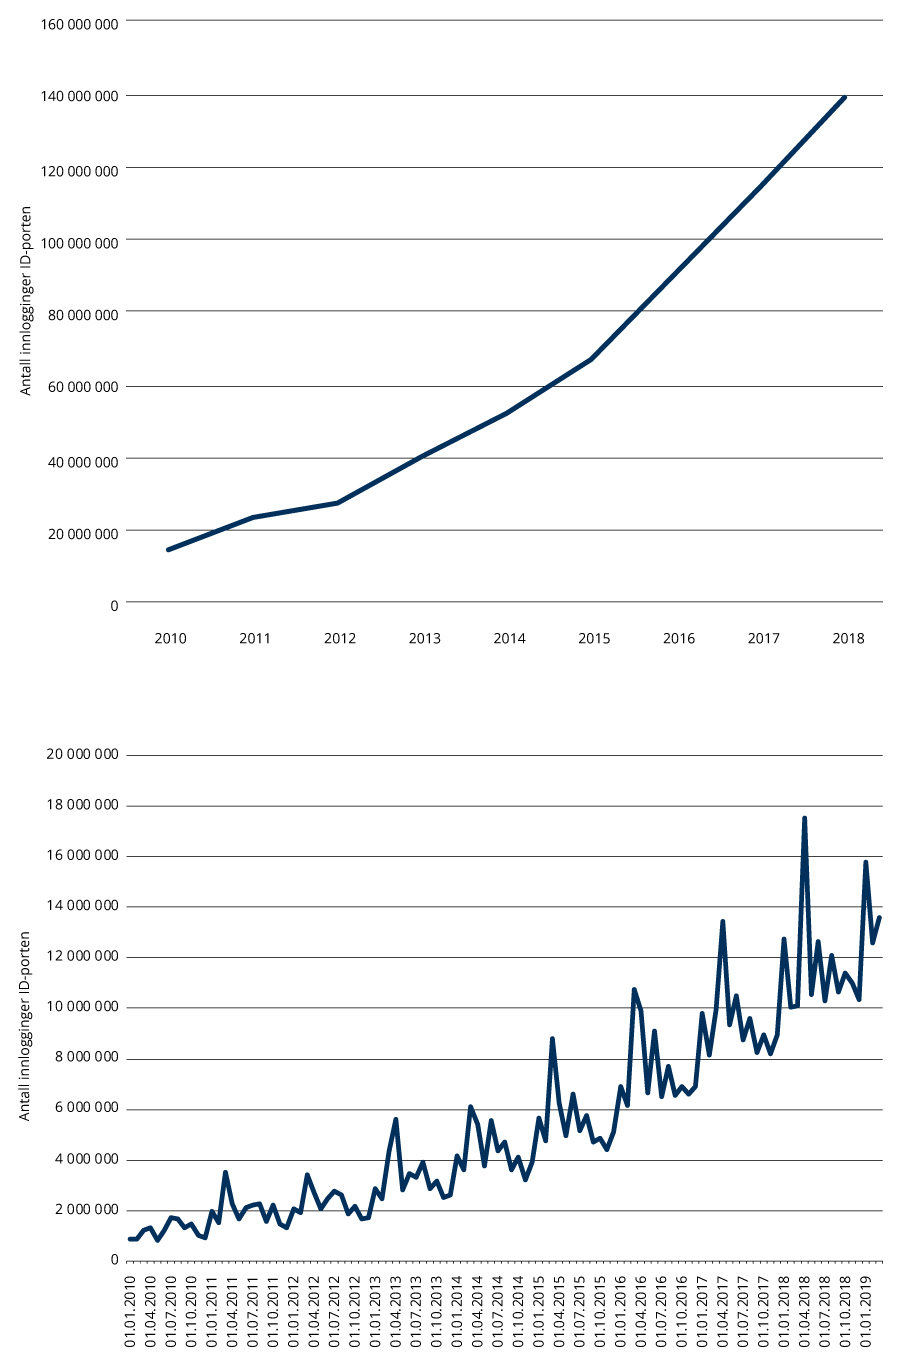 160 000 000
140 000 000
120 000 000
100 000 000
80 000 000
60 000 000
40 000 000
20 000 000
0
Antall innlogginger ID-porten
2010 2011 2012 2013 2014 2015 2016 2017 2018
20 000 000
18 000 000
16 000 000
14 000 000
12 000 000
10 000 000
8 000 000
6 000 000
4 000 000
2 000 000
0
Antall innlogginger ID-porten
01.01.2010
01.04.2010
01.07.2010
01.10.2010
01.01.2011
01.04.2011
01.07.2011
01.10.2011
01.01.2012
01.04.2012
01.07.2012
01.10.2012
01.01.2013
01.04.2013
01.07.2013
01.10.2013
01.01.2014
01.04.2014
01.07.2014
01.10.2014
01.01.2015
01.04.2015
01.07.2015
01.10.2015
01.01.2016
01.04.2016
01.07.2016
01.10.2016
01.01.2017
01.04.2017
01.07.2017
01.10.2017
01.01.2018
01.04.2018
01.07.2018
01.10.2018
01.01.2019